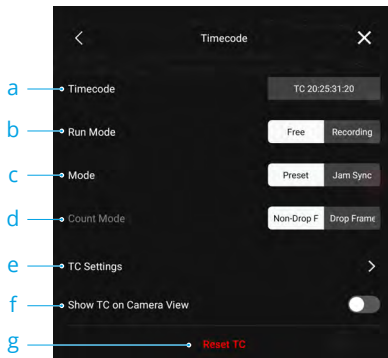 Timecode
a Timecode TC 20:25:31:20
b Run Mode Free Recording
c Mode Preset Jam Sync
d Count Mode Non-Drop F Drop Frame
e TC Settings
f Show TC on Camera View
g Reset TC